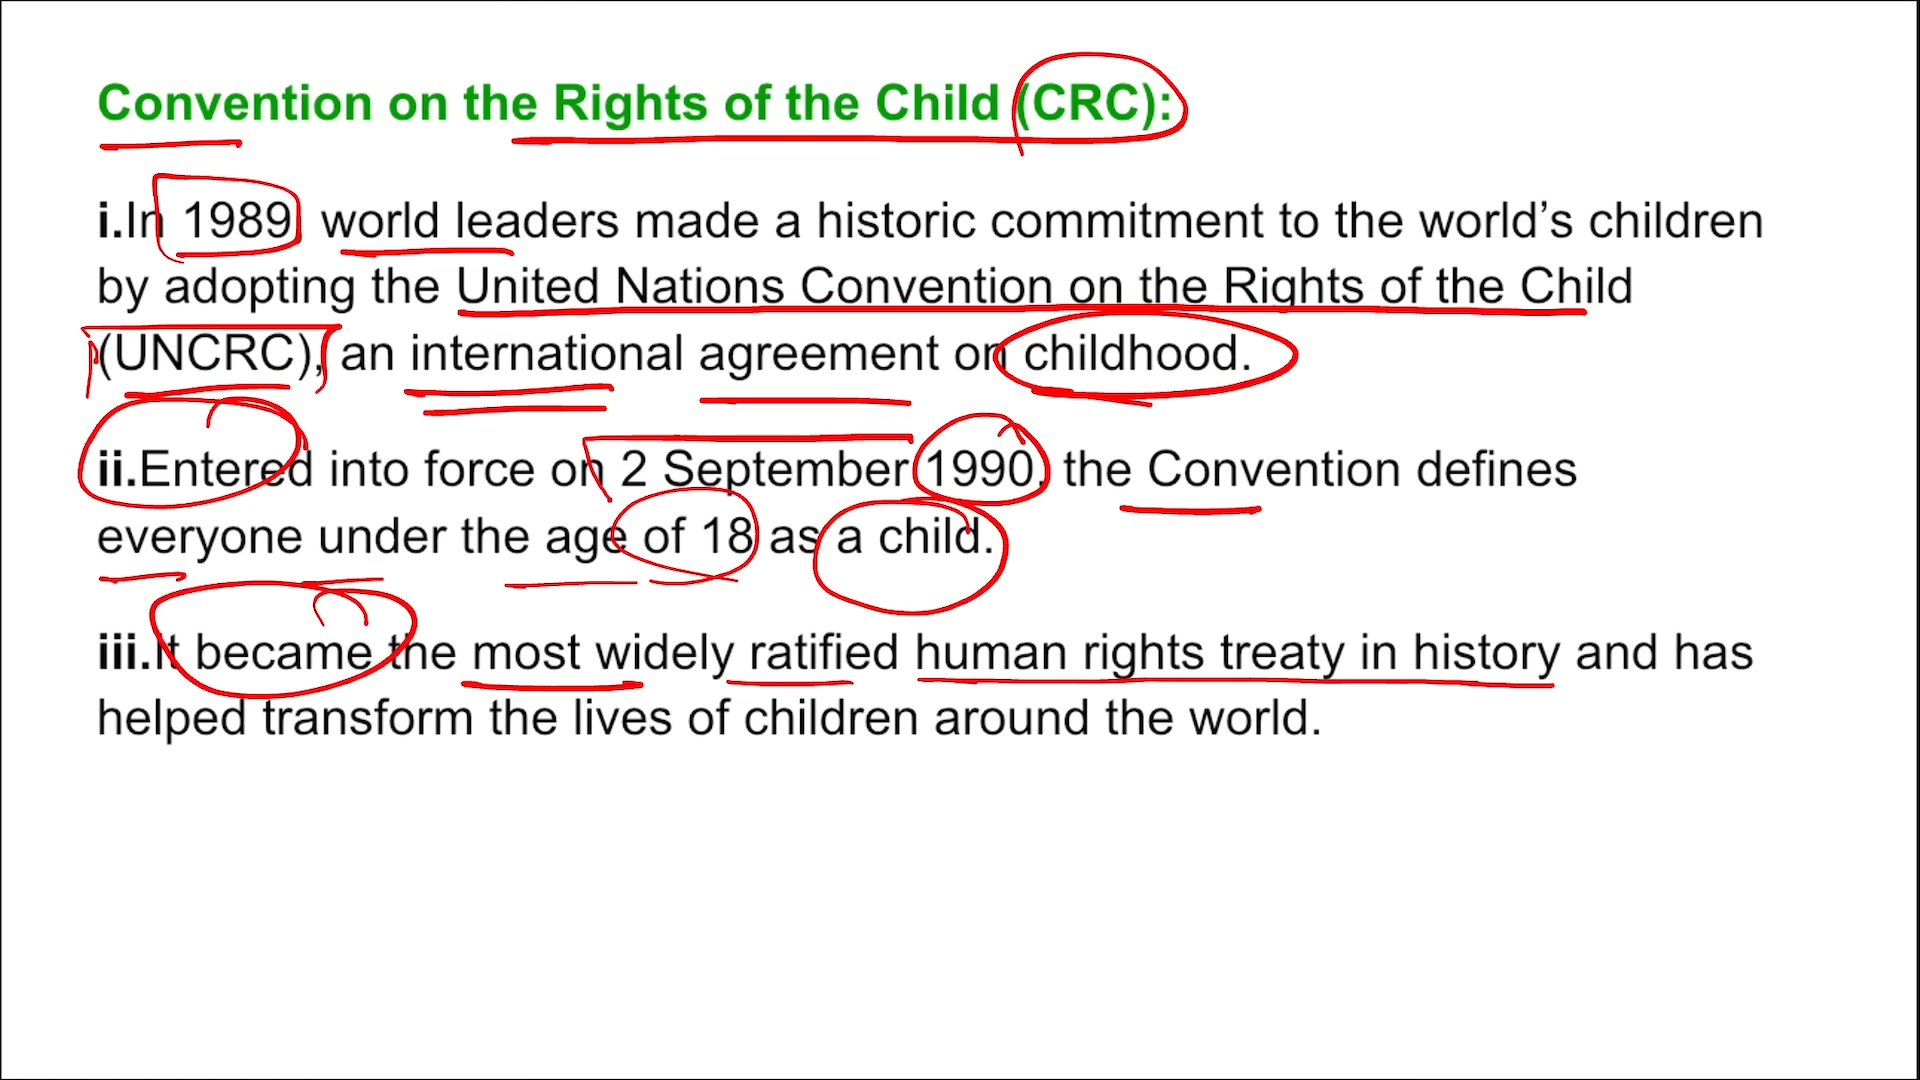 Convention on the Rights of the Child (CRC):
i.In 1989 world leaders made a historic commitment to the world’s children
by adopting the United Nations Convention on the Rights of the Child
(UNCRC), an international agreement on childhood.
ii.Entered into force on 2 September 1990, the Convention defines
everyone under the age of 18 as a child.
iii.It became the most widely ratified human rights treaty in history and has
helped transform the lives of children around the world.